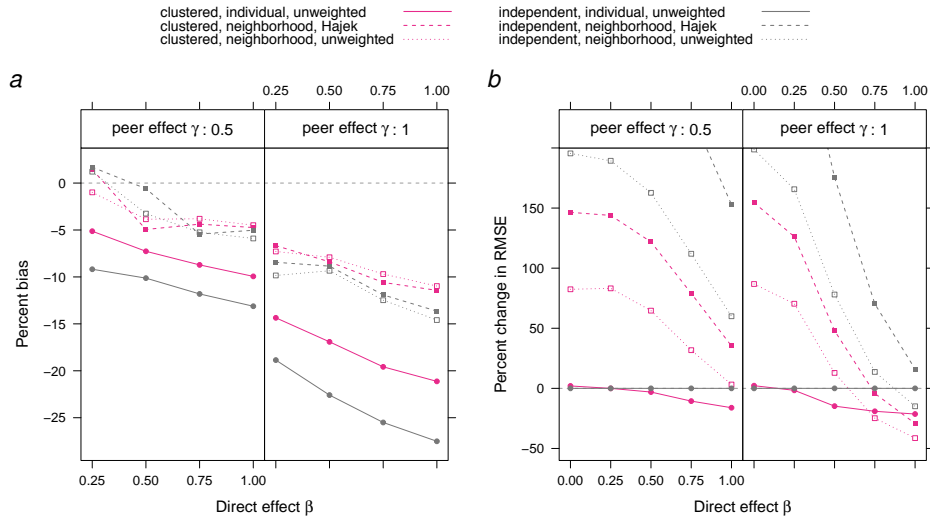 clustered, individual, unweighted
clustered, neighborhood, Hajek
clustered, neighborhood, unweighted
independent, individual, unweighted
independent, neighborhood, Hajek
independent, neighborhood, unweighted
a
0.25 0.50 0.75 1.00
peer effect γ : 0.5
peer effect γ : 1
Percent bias
0
−5
−10
−15
−20
−25
0.25 0.50 0.75 1.00
Direct effect β
b
0.00 0.25 0.50 0.75 1.00
peer effect γ : 0.5
peer effect γ : 1
Percent change in RMSE
150
100
50
0
−50
0.00 0.25 0.50 0.75 1.00
Direct effect β